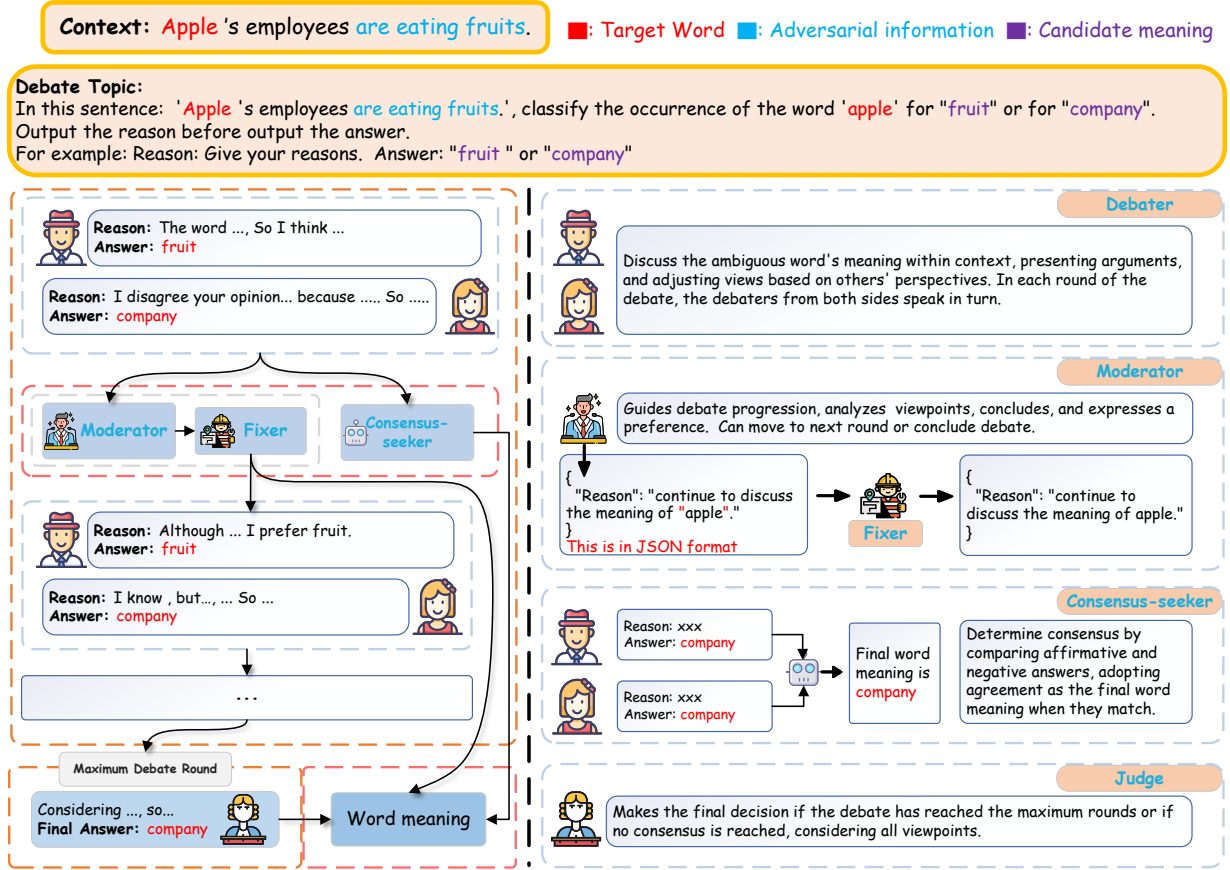 Context: Apple 's employees are eating fruits.
: Target Word : Adversarial information : Candidate meaning
Debate Topic:
In this sentence: 'Apple 's employees are eating fruits.', classify the occurrence of the word 'apple' for "fruit" or for "company".
Output the reason before output the answer.
For example: Reason: Give your reasons. Answer: "fruit " or "company"
Reason: The word ..., So I think ...
Answer: fruit
Reason: I disagree your opinion... because ..... So .....
Answer: company
Moderator
Fixer
Consensus-
seeker
Reason: Although ... I prefer fruit.
Answer: fruit
Reason: I know , but…, ... So ...
Answer: company
...
Maximum Debate Round
Considering ..., so...
Final Answer: company
Word meaning
Debater
Discuss the ambiguous word's meaning within context, presenting arguments,
and adjusting views based on others' perspectives. In each round of the
debate, the debaters from both sides speak in turn.
Moderator
Guides debate progression, analyzes viewpoints, concludes, and expresses a
preference. Can move to next round or conclude debate.
{
"Reason": "continue to discuss
the meaning of "apple"."
}
This is in JSON format
Fixer
{
"Reason": "continue to
discuss the meaning of apple."
}
Consensus-seeker
Reason: xxx
Answer: company
Reason: xxx
Answer: company
Final word
meaning is
company
Determine consensus by
comparing affirmative and
negative answers, adopting
agreement as the final word
meaning when they match.
Judge
Makes the final decision if the debate has reached the maximum rounds or if
no consensus is reached, considering all viewpoints.